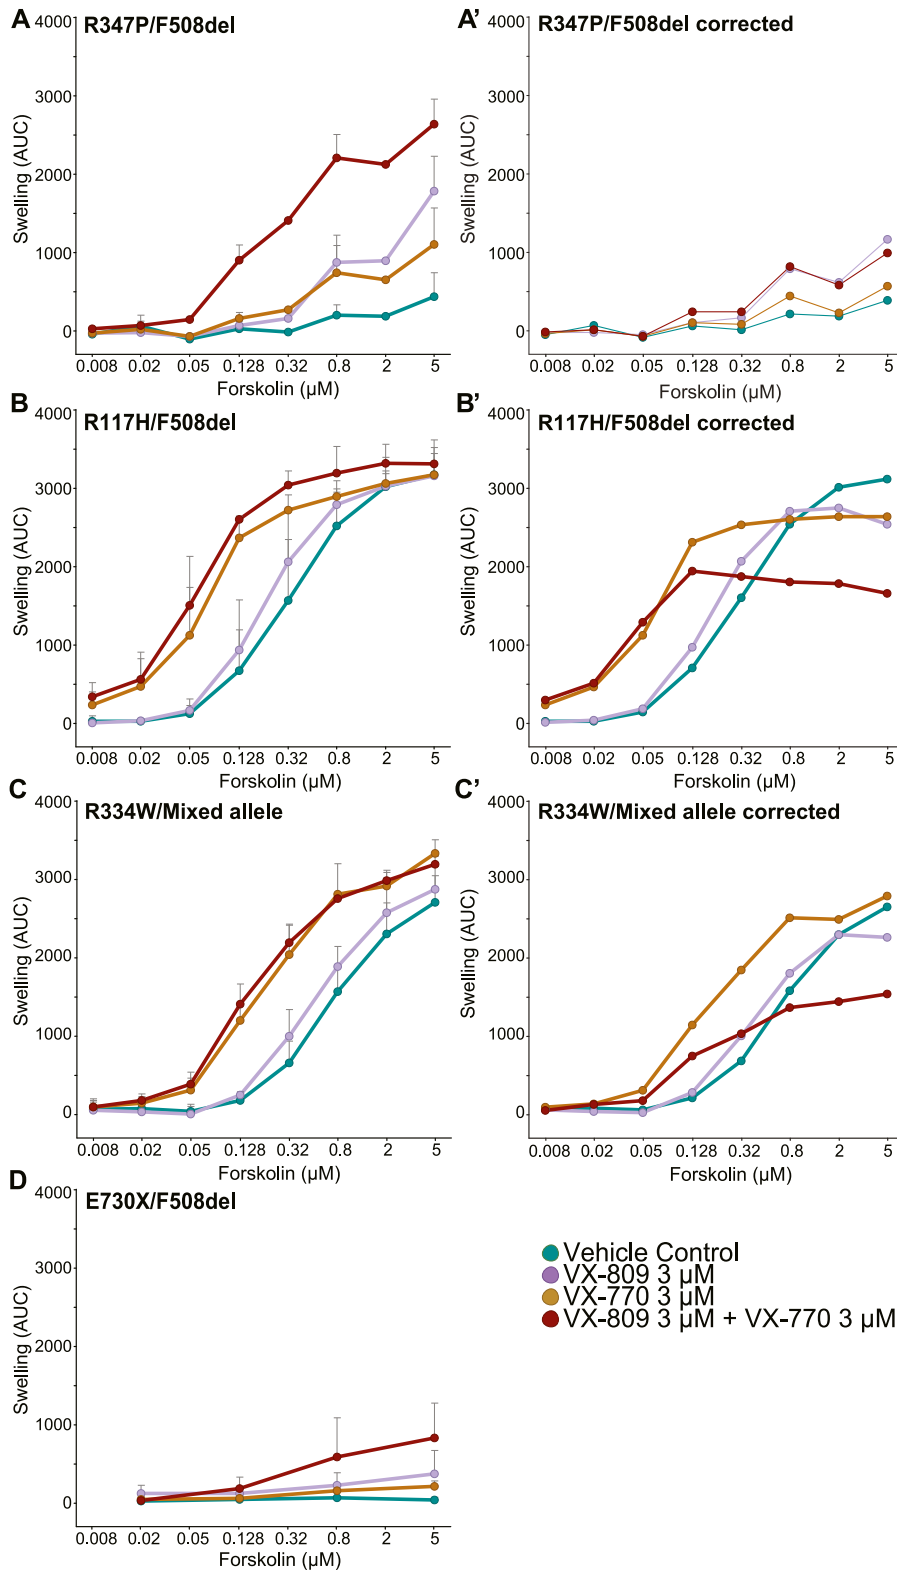 A
R347P/F508del
4000
3000
2000
1000
0
Swelling (AUC)
0.008 0.02 0.05 0.128 0.32 0.8 2 5
Forskolin (µM)
A'
R347P/F508del corrected
4000
3000
2000
1000
0
Swelling (AUC)
0.008 0.02 0.05 0.128 0.32 0.8 2 5
Forskolin (µM)
B
R117H/F508del
4000
3000
2000
1000
0
Swelling (AUC)
0.008 0.02 0.05 0.128 0.32 0.8 2 5
Forskolin (µM)
B'
R117H/F508del corrected
4000
3000
2000
1000
0
Swelling (AUC)
0.008 0.02 0.05 0.128 0.32 0.8 2 5
Forskolin (µM)
C
R334W/Mixed allele
4000
3000
2000
1000
0
Swelling (AUC)
0.008 0.02 0.05 0.128 0.32 0.8 2 5
Forskolin (µM)
C'
R334W/Mixed allele corrected
4000
3000
2000
1000
0
Swelling (AUC)
0.008 0.02 0.05 0.128 0.32 0.8 2 5
Forskolin (µM)
D
E730X/F508del
4000
3000
2000
1000
0
Swelling (AUC)
0.008 0.02 0.05 0.128 0.32 0.8 2 5
Forskolin (µM)
Vehicle Control
VX-809 3 µM
VX-770 3 µM
VX-809 3 µM + VX-770 3 µM